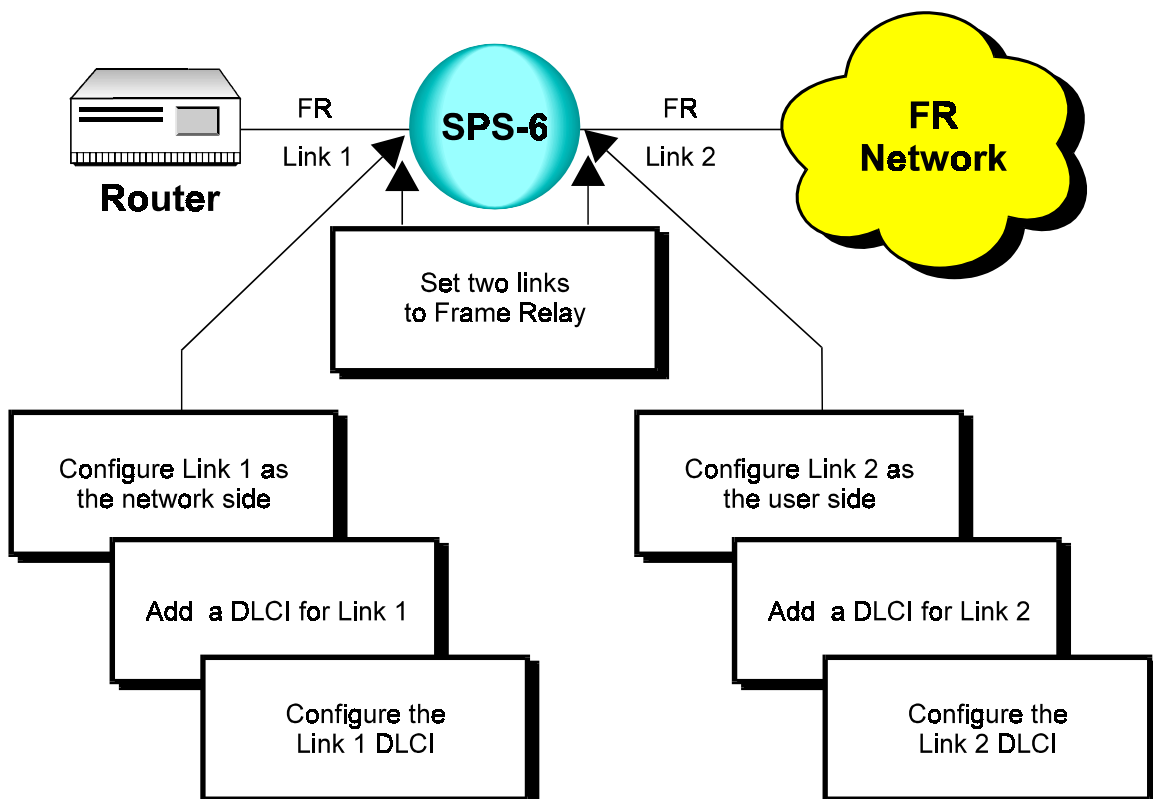 FR
SPS-6
FR
FR
Network
Link 1
Link 2
Router
Set two links
to Frame Relay
Configure Link 1 as
the network side
Configure Link 2 as
the user side
Add a DLCI for Link 1
Add a DLCI for Link 2
Configure the
Link 1 DLCI
Configure the
Link 2 DLCI